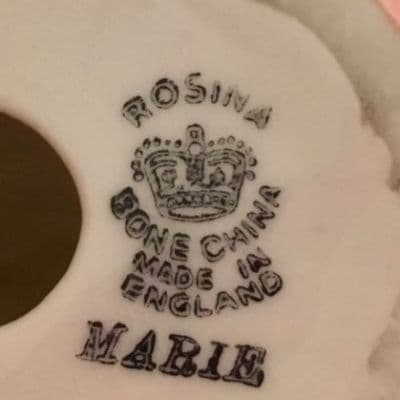 ROSINA
BONE CHINA
MADE IN
ENGLAND
MARIE